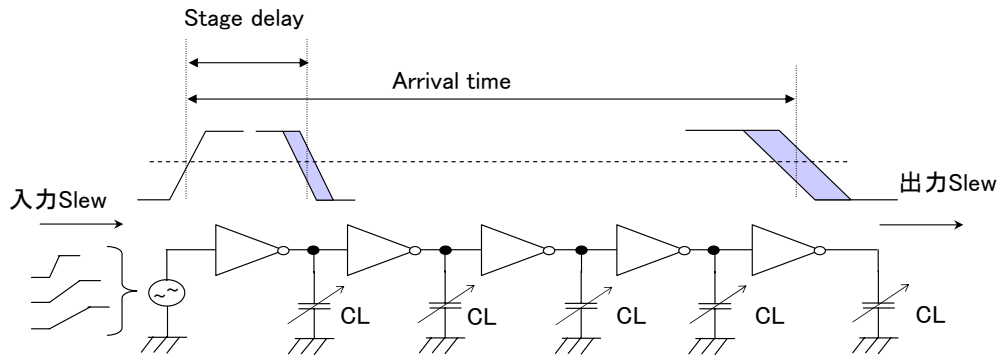 Stage delay
Arrival time
入力Slew
出力Slew
CL
CL
CL
CL
CL